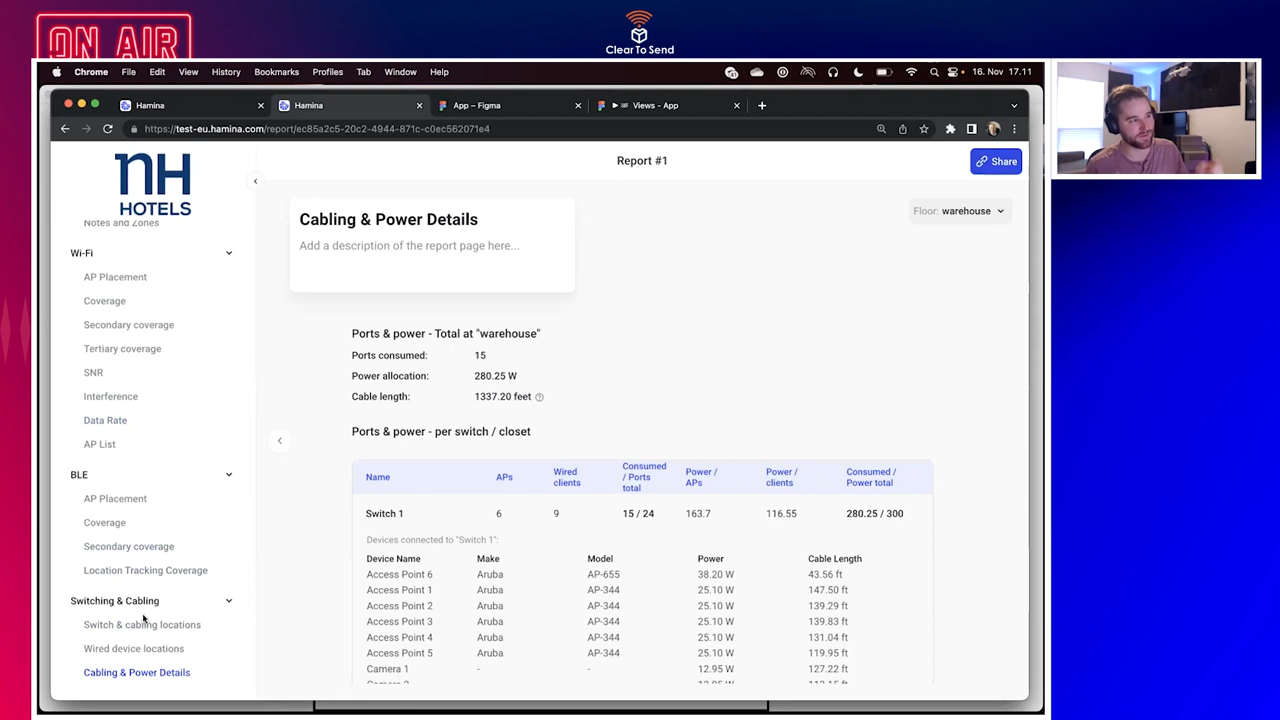 ON AIR
Clear To Send
Chrome File Edit View History Bookmarks Profiles Tab Window Help 16. Nov 17.11
Hamina Hamina App – Figma Views - App
https://test-eu.hamina.com/report/ec85a2c5-20c2-4944-871c-c0ec562071e4
nH
HOTELS
Report #1
Share
Notes and Zones
Wi-Fi
AP Placement
Coverage
Secondary coverage
Tertiary coverage
SNR
Interference
Data Rate
AP List
BLE
AP Placement
Coverage
Secondary coverage
Location Tracking Coverage
Switching & Cabling
Switch & cabling locations
Wired device locations
Cabling & Power Details
Cabling & Power Details
Add a description of the report page here...
Floor: warehouse
Ports & power - Total at "warehouse"
Ports consumed: 15
Power allocation: 280.25 W
Cable length: 1337.20 feet
Ports & power - per switch / closet
Name APs Wired clients Consumed / Ports total Power / APs Power / clients Consumed / Power total
Switch 1 6 9 15 / 24 163.7 116.55 280.25 / 300
Devices connected to "Switch 1":
Device Name Make Model Power Cable Length
Access Point 6 Aruba AP-655 38.20 W 43.56 ft
Access Point 1 Aruba AP-344 25.10 W 147.50 ft
Access Point 2 Aruba AP-344 25.10 W 139.29 ft
Access Point 3 Aruba AP-344 25.10 W 139.83 ft
Access Point 4 Aruba AP-344 25.10 W 131.04 ft
Access Point 5 Aruba AP-344 25.10 W 119.95 ft
Camera 1 - - 12.95 W 127.22 ft